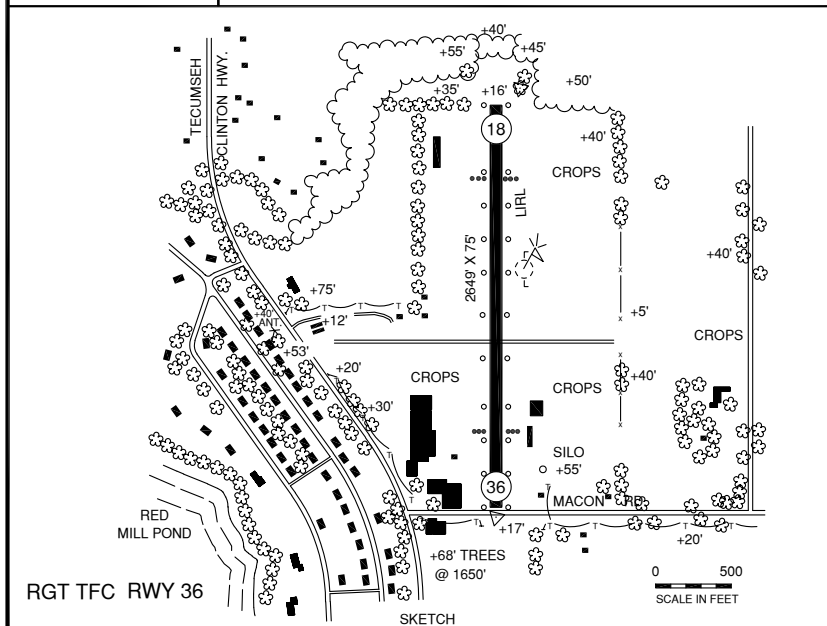 +40'
+55'
+45'
TECUMSEH
CLINTON HWY.
+35'
+16'
+50'
18
+40'
CROPS
LIRL
2649' X 75'
L
L
+40'
x
x
+75'
T
T
T
T
+40'
ANT.
+12'
+5'
x
CROPS
+53'
x
+20'
CROPS
CROPS
+40'
+30'
x
T
SILO
+55'
36
T
MACON RD
RED
MILL POND
T
T
+17'
T
T
T
T
+20'
+68' TREES
@ 1650'
0 500
SCALE IN FEET
RGT TFC RWY 36
SKETCH